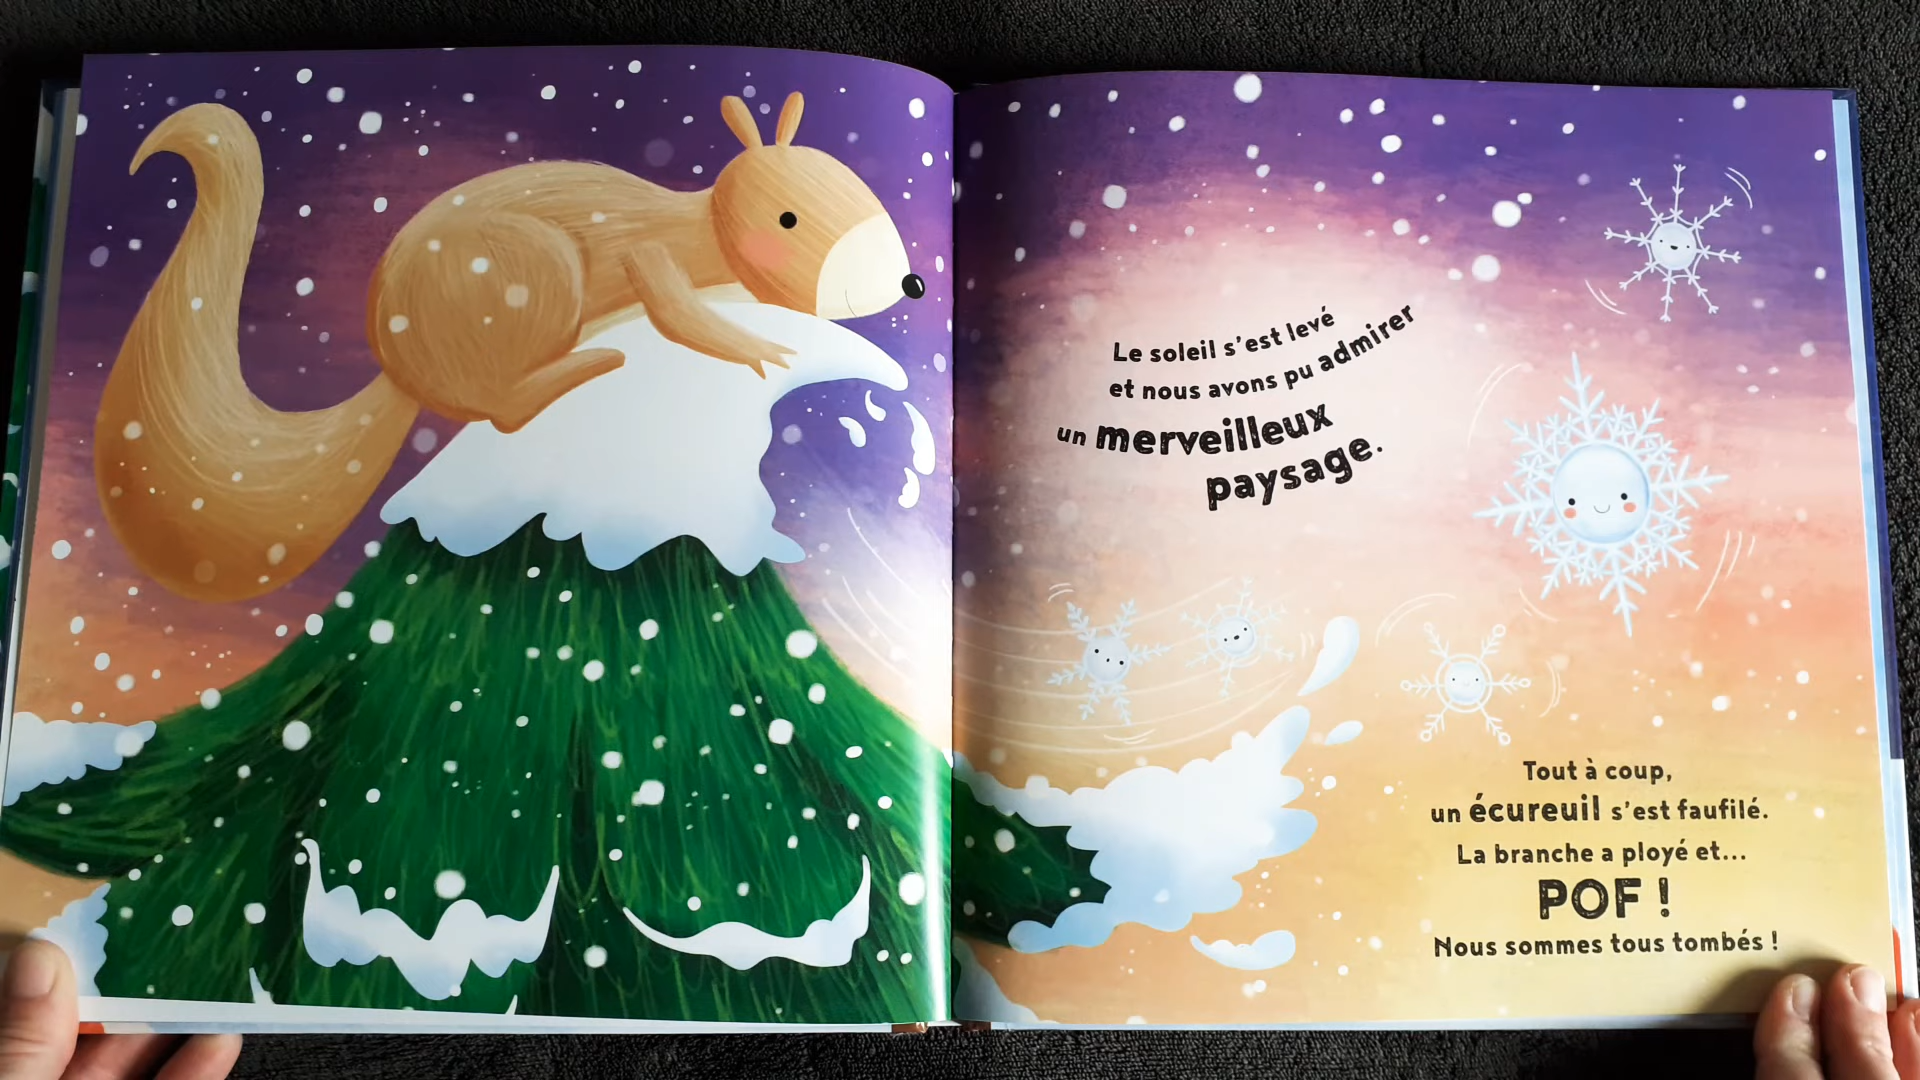 Le soleil s'est levé
et nous avons pu admirer
un merveilleux
paysage.
Tout à coup,
un écureuil s'est faufilé.
La branche a ployé et...
POF !
Nous sommes tous tombés !